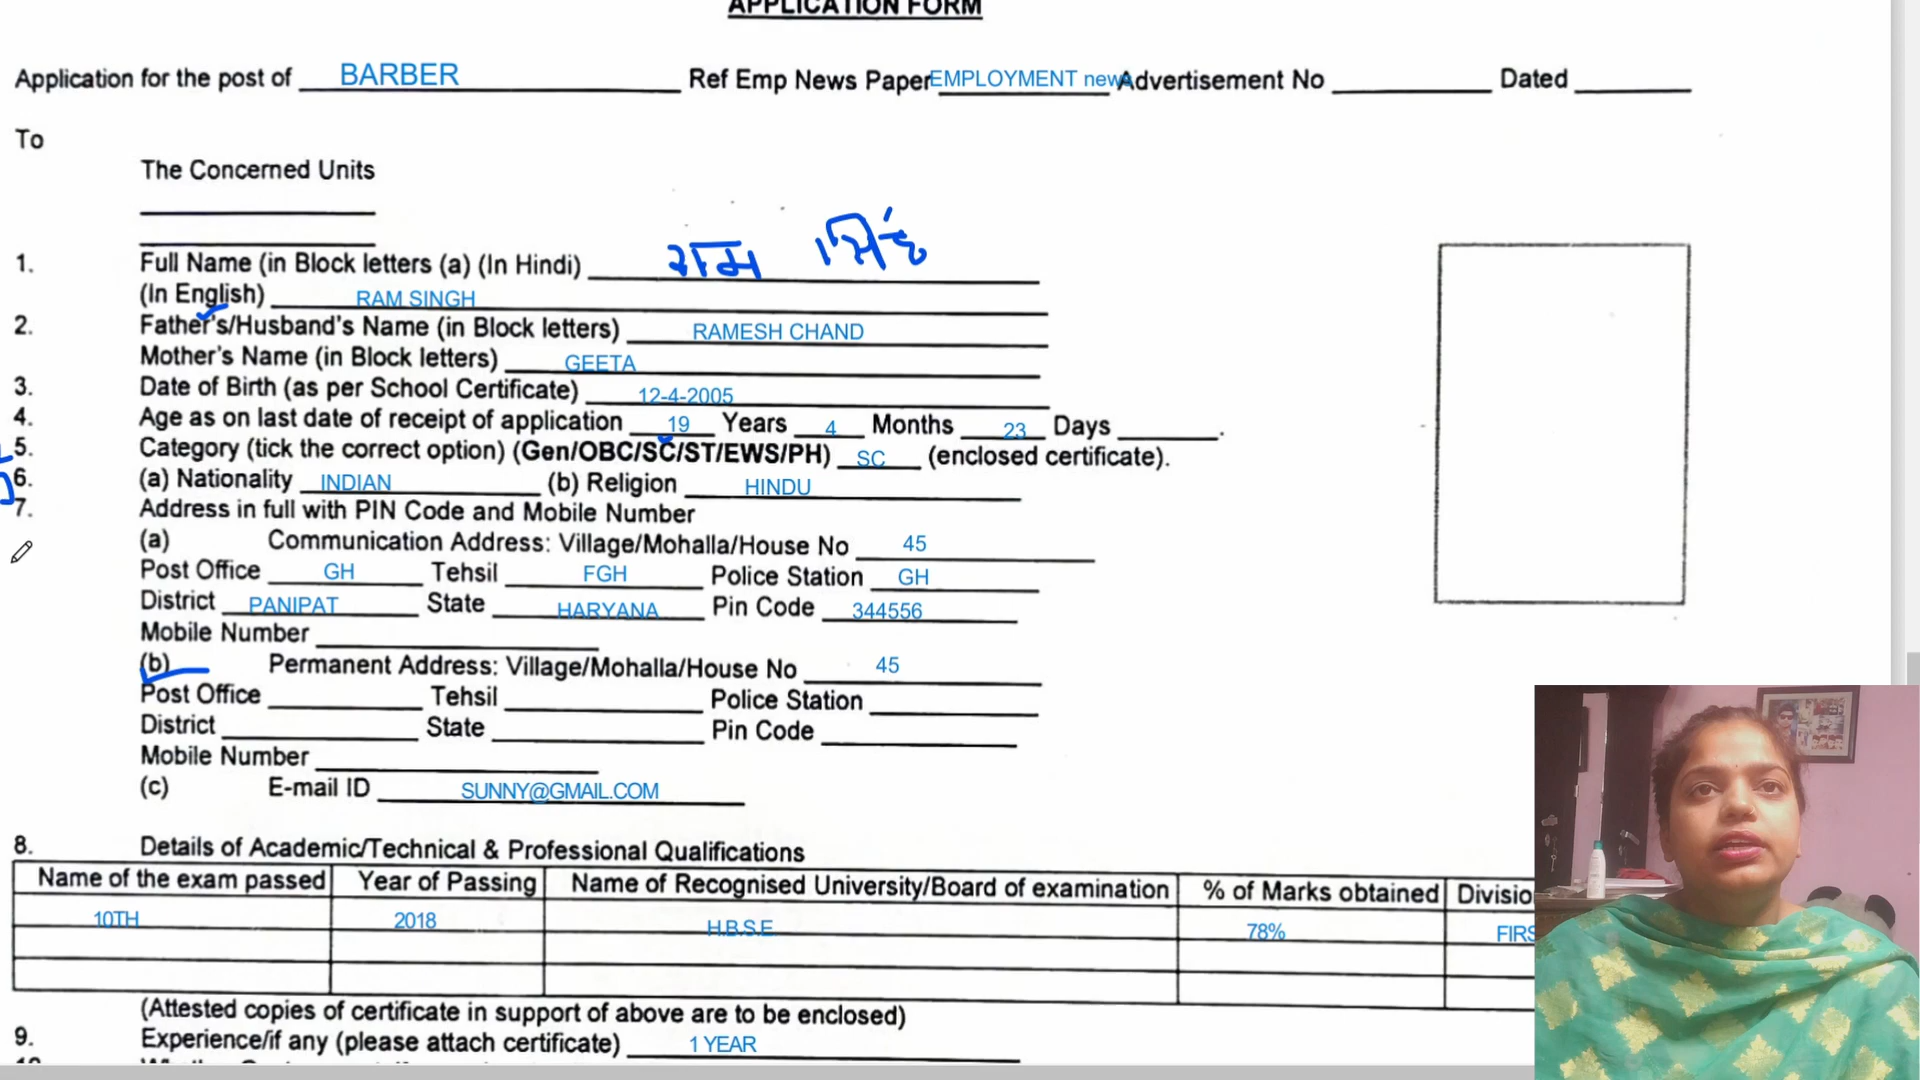 APPLICATION FORM
Application for the post of BARBER Ref Emp News Paper EMPLOYMENT news Advertisement No Dated
To
The Concerned Units
1. Full Name (in Block letters (a) (In Hindi) राम सिंह
(In English) RAM SINGH
2. Father's/Husband's Name (in Block letters) RAMESH CHAND
Mother's Name (in Block letters) GEETA
3. Date of Birth (as per School Certificate) 12-4-2005
4. Age as on last date of receipt of application 19 Years 4 Months 23 Days
5. Category (tick the correct option) (Gen/OBC/SC/ST/EWS/PH) SC (enclosed certificate).
6. (a) Nationality INDIAN (b) Religion HINDU
7. Address in full with PIN Code and Mobile Number
(a) Communication Address: Village/Mohalla/House No 45
Post Office GH Tehsil FGH Police Station GH
District PANIPAT State HARYANA Pin Code 344556
Mobile Number
(b) Permanent Address: Village/Mohalla/House No 45
Post Office Tehsil Police Station
District State Pin Code
Mobile Number
(c) E-mail ID SUNNY@GMAIL.COM
8. Details of Academic/Technical & Professional Qualifications
Name of the exam passed Year of Passing Name of Recognised University/Board of examination % of Marks obtained Divisio
10TH 2018 H.B.S.E 78% FIRS
(Attested copies of certificate in support of above are to be enclosed)
9. Experience/if any (please attach certificate) 1 YEAR